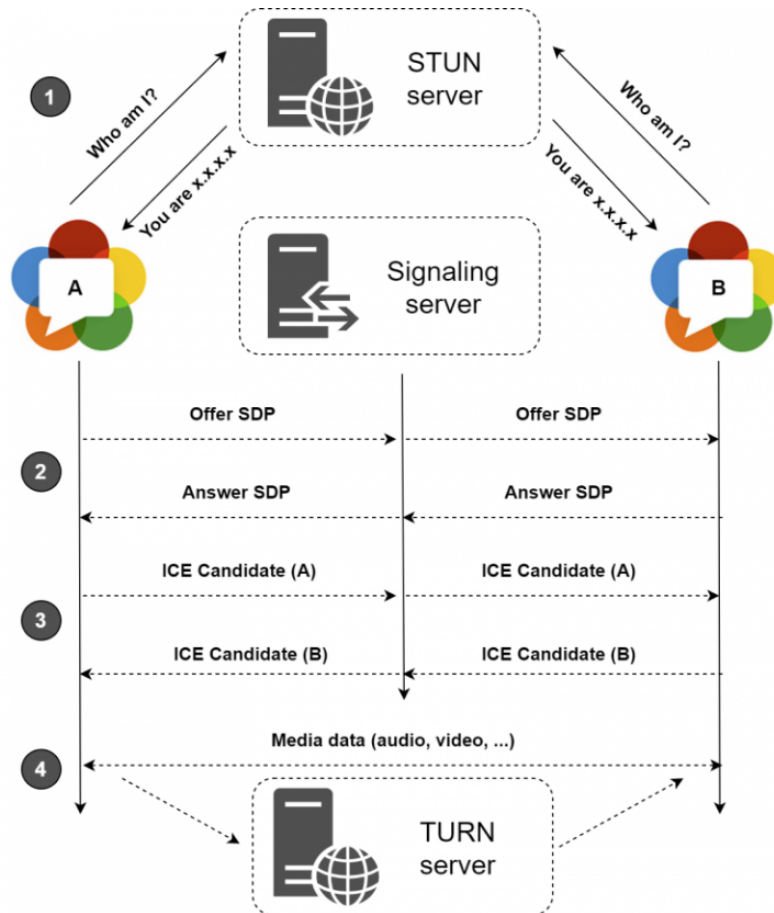 STUN
server
1
Who am I?
You are x.x.x.x
Who am I?
You are x.x.x.x
A
Signaling
server
B
Offer SDP
Offer SDP
2
Answer SDP
Answer SDP
ICE Candidate (A)
ICE Candidate (A)
3
ICE Candidate (B)
ICE Candidate (B)
Media data (audio, video, ...)
4
TURN
server